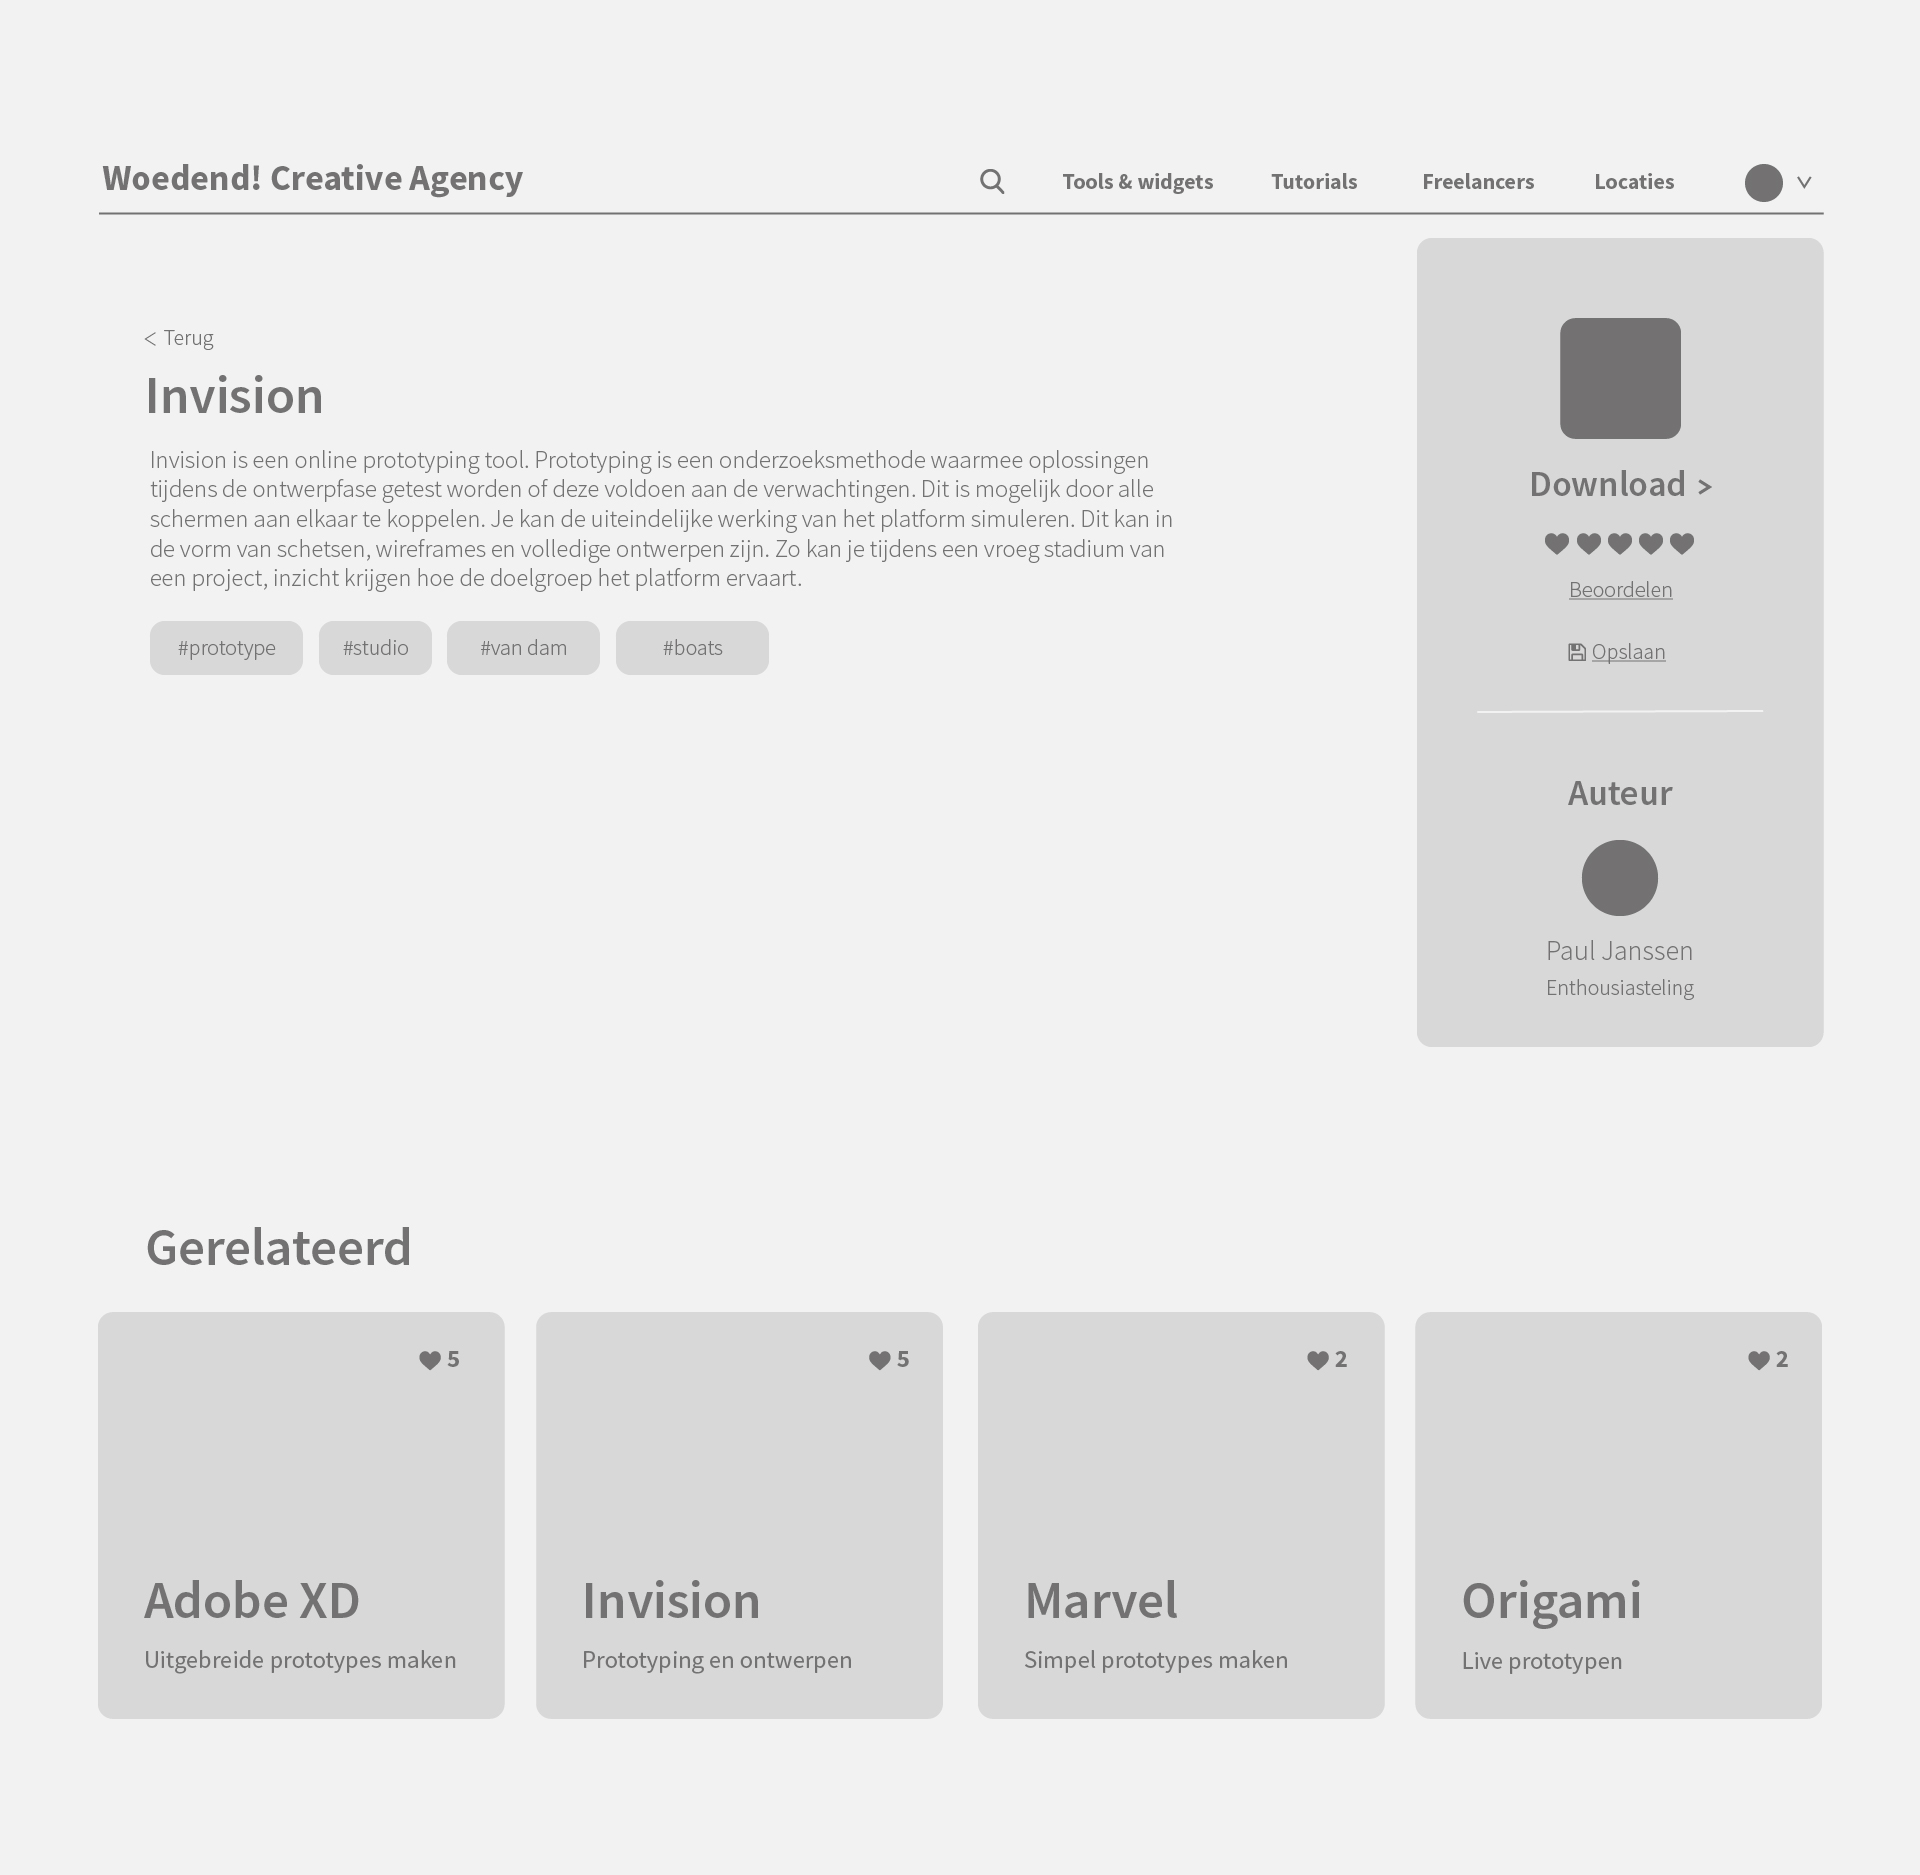 Woedend! Creative Agency
Tools & widgets
Tutorials
Freelancers
Locaties
< Terug
Invision
Invision is een online prototyping tool. Prototyping is een onderzoeksmethode waarmee oplossingen
tijdens de ontwerpfase getest worden of deze voldoen aan de verwachtingen. Dit is mogelijk door alle
schermen aan elkaar te koppelen. Je kan de uiteindelijke werking van het platform simuleren. Dit kan in
de vorm van schetsen, wireframes en volledige ontwerpen zijn. Zo kan je tijdens een vroeg stadium van
een project, inzicht krijgen hoe de doelgroep het platform ervaart.
#prototype
#studio
#van dam
#boats
Download >
Beoordelen
Opslaan
Auteur
Paul Janssen
Enthousiasteling
Gerelateerd
5
Adobe XD
Uitgebreide prototypes maken
5
Invision
Prototyping en ontwerpen
2
Marvel
Simpel prototypes maken
2
Origami
Live prototypen